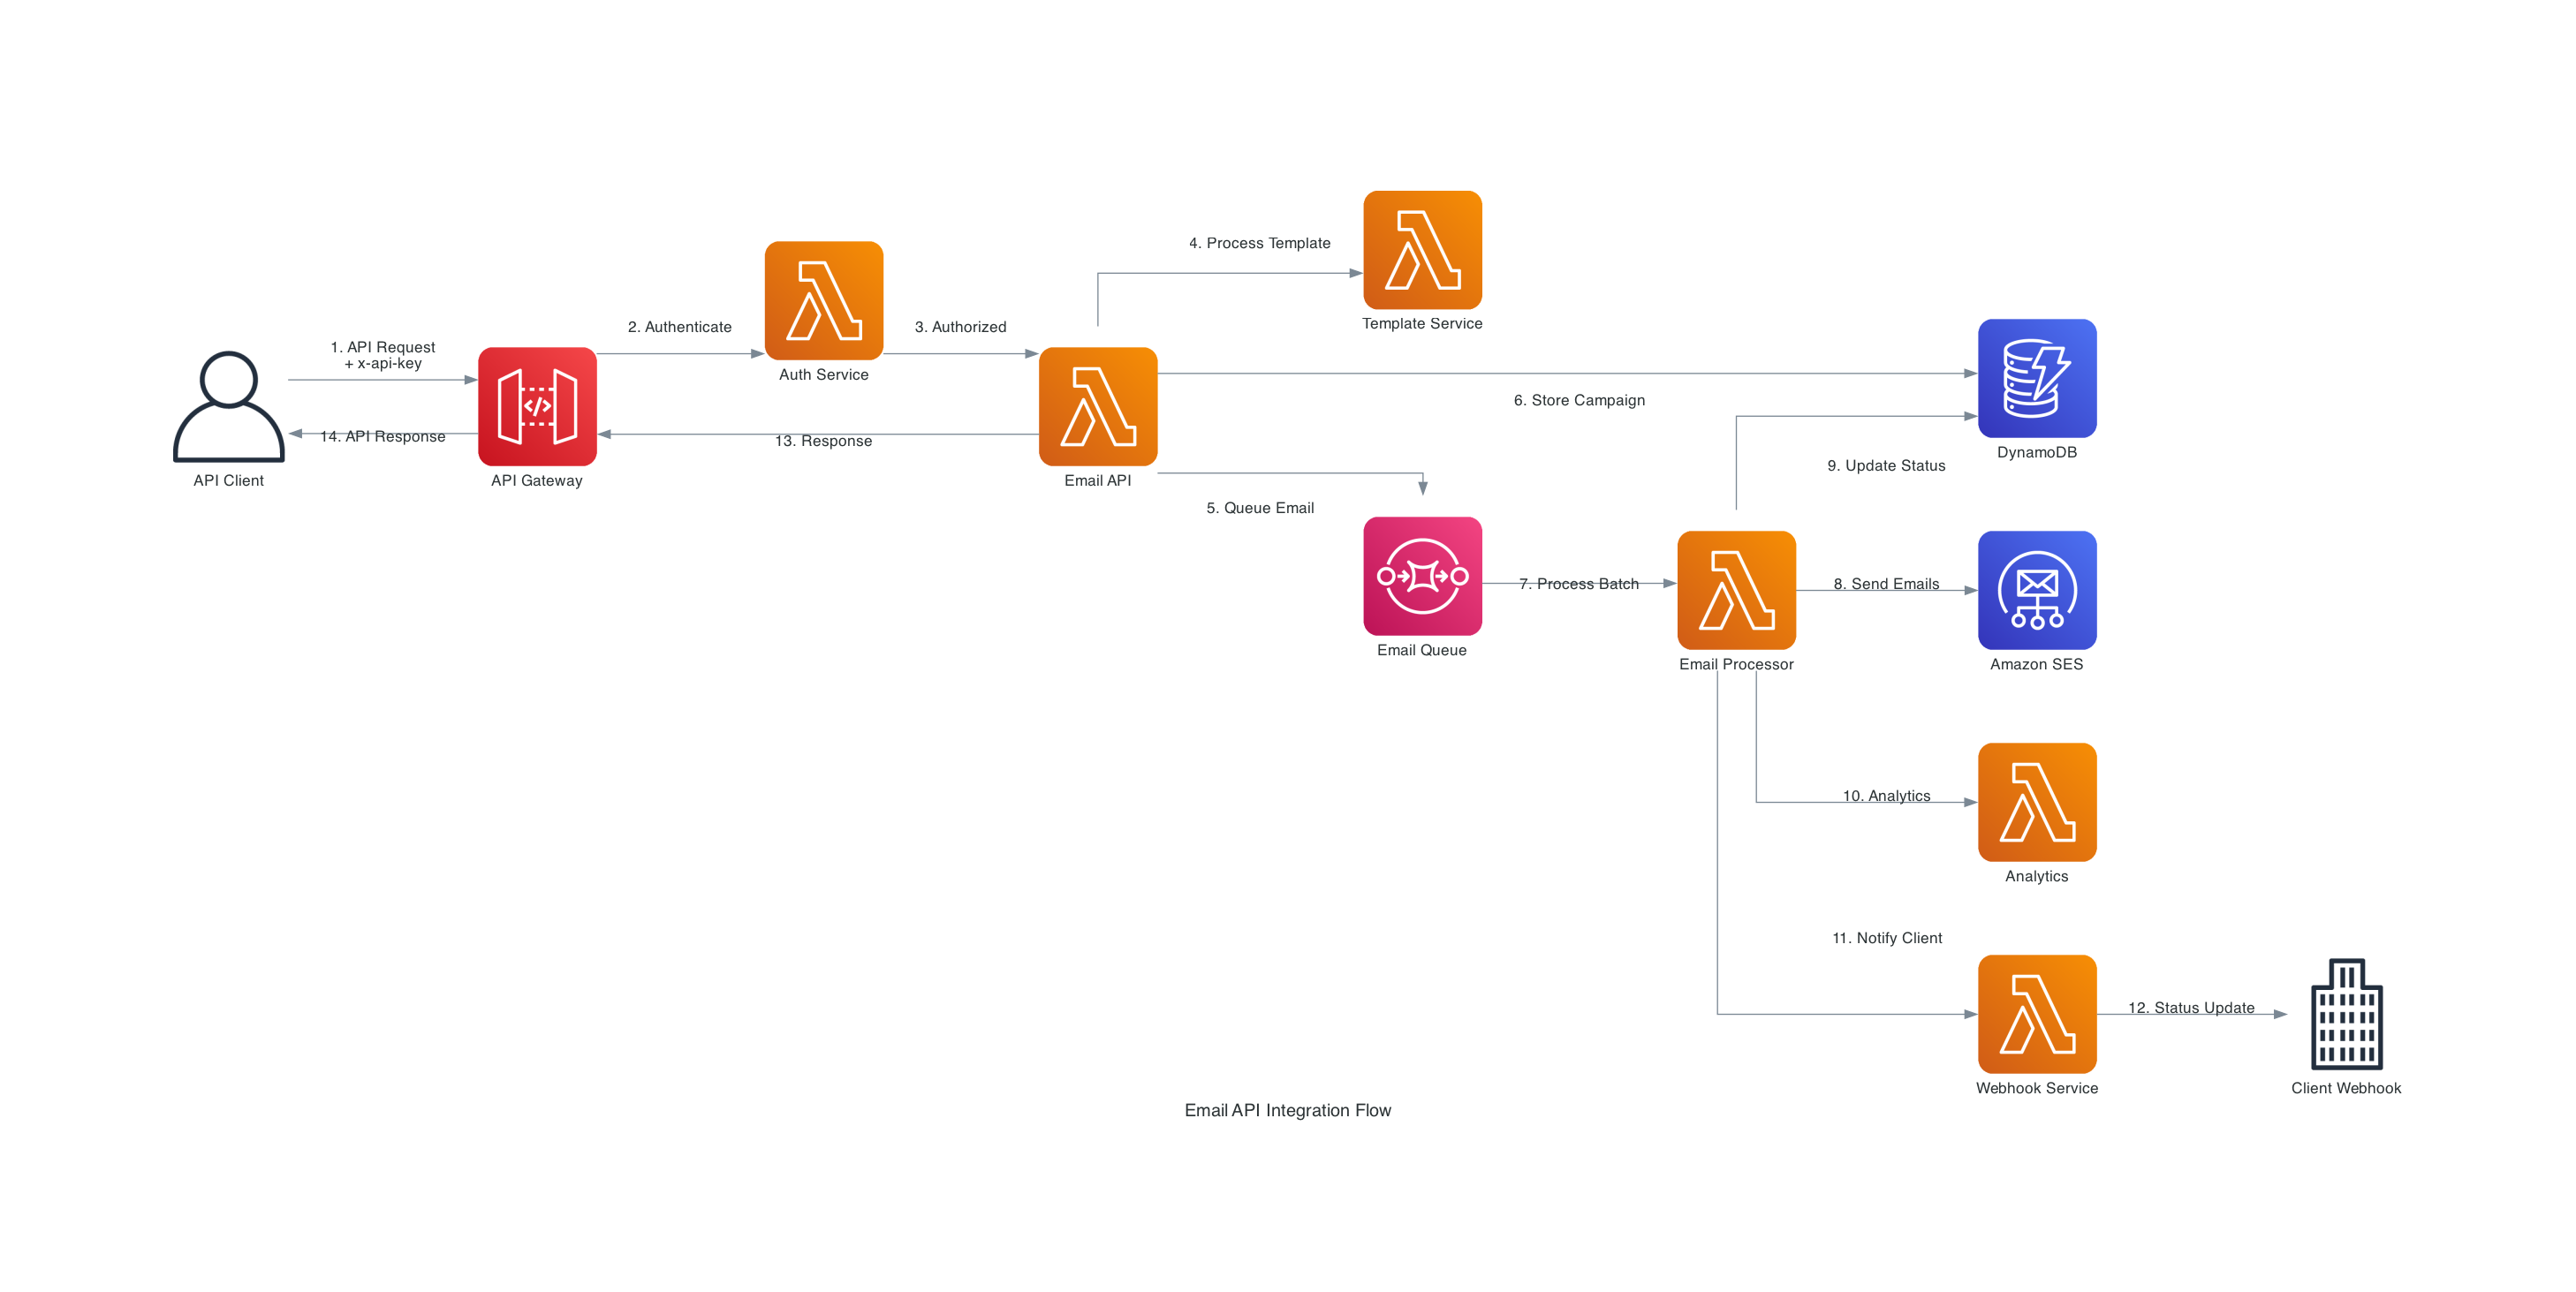 4. Process Template
Template Service
2. Authenticate
3. Authorized
1. API Request
+ x-api-key
Auth Service
6. Store Campaign
14. API Response
13. Response
DynamoDB
9. Update Status
API Client
API Gateway
Email API
5. Queue Email
</>
7. Process Batch
8. Send Emails
Email Queue
Email Processor
Amazon SES
10. Analytics
Analytics
11. Notify Client
12. Status Update
Webhook Service
Client Webhook
Email API Integration Flow